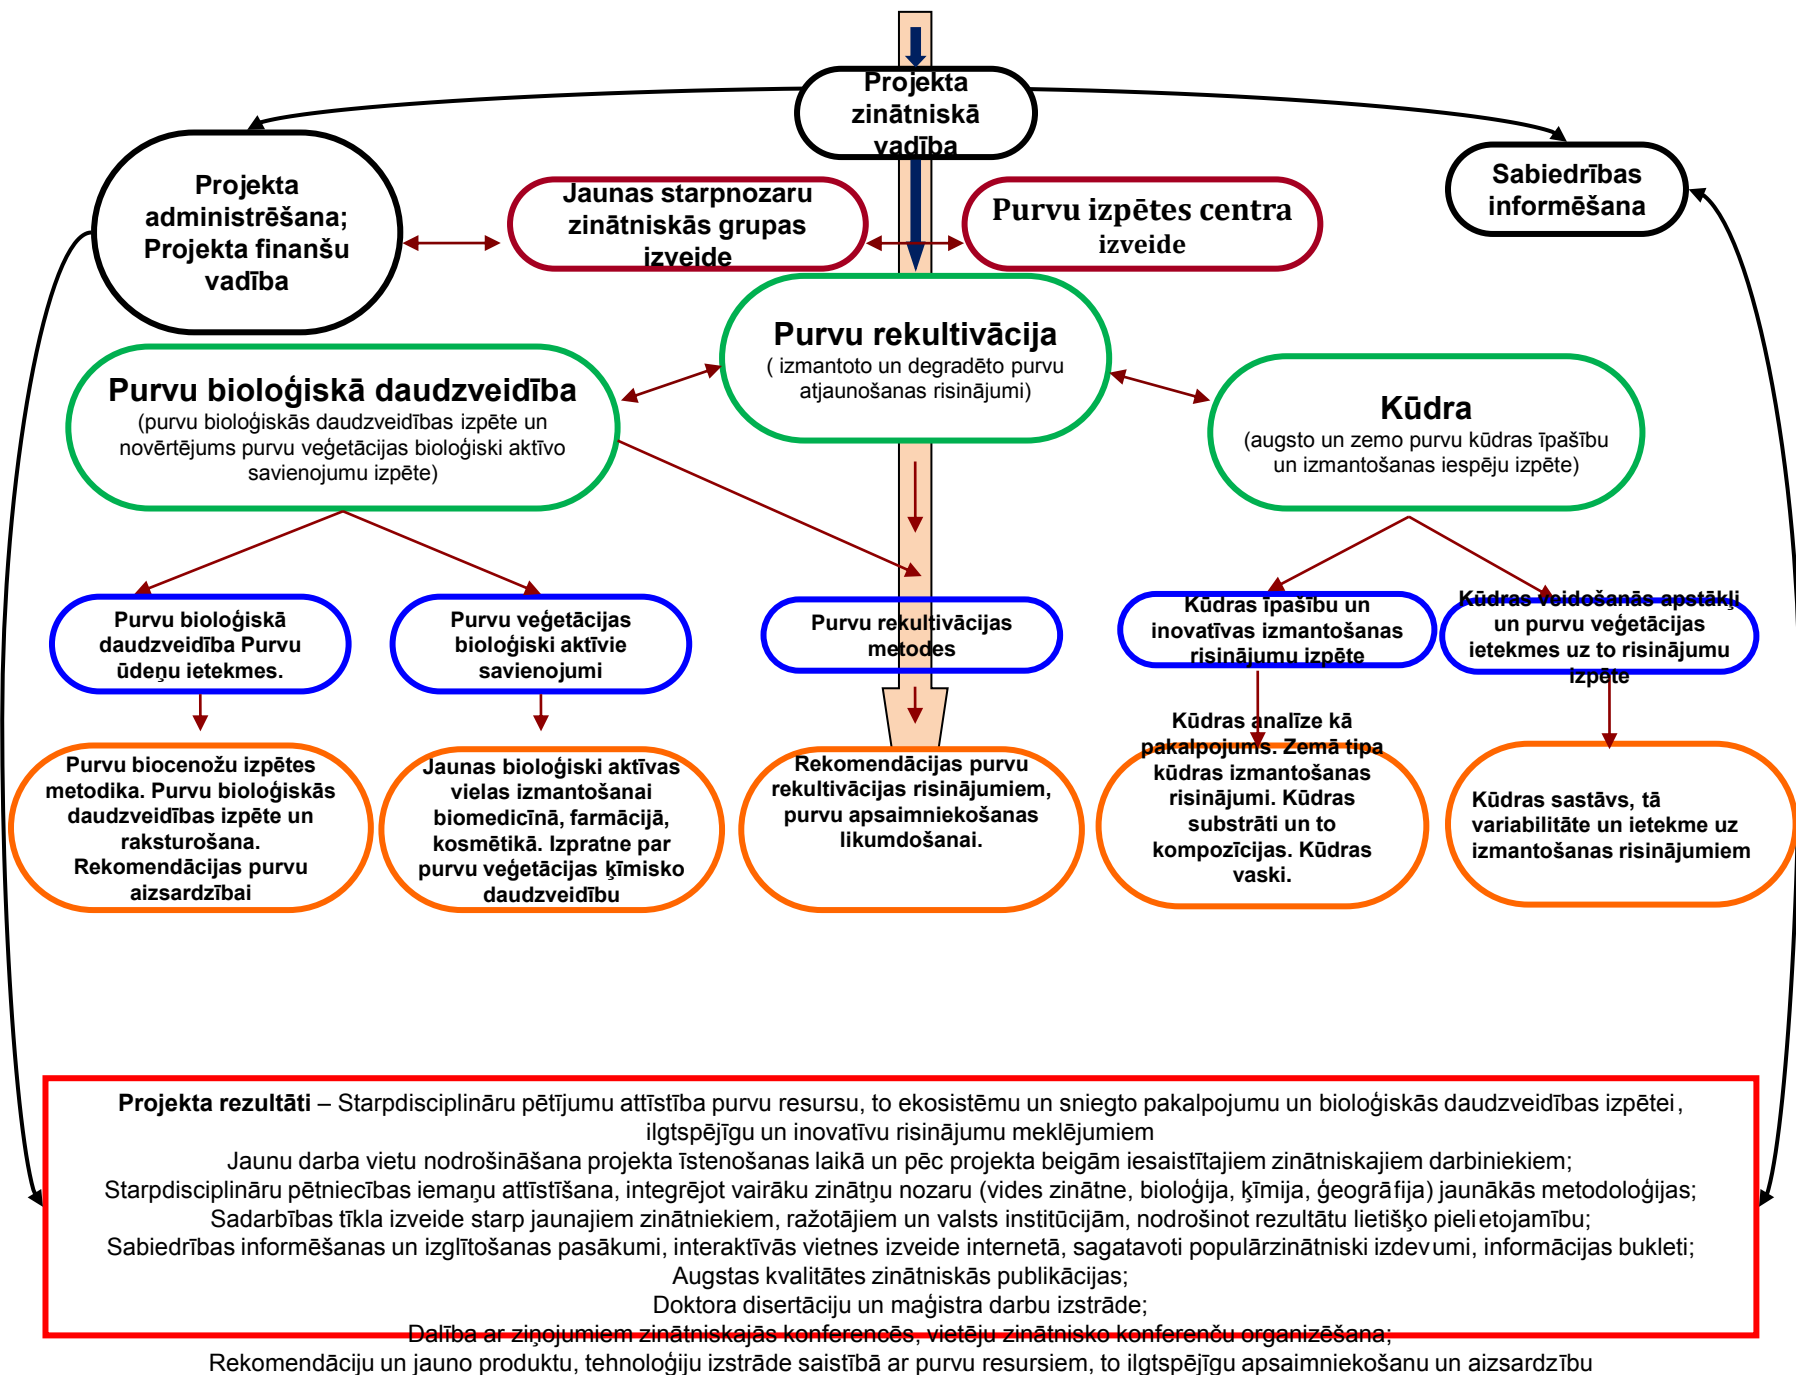 Projekta
zinātniskā
vadība
Projekta
administrēšana;
Projekta finanšu
vadība
Jaunas starpnozaru
zinātniskās grupas
izveide
Purvu izpētes centra
izveide
Sabiedrības
informēšana
Purvu rekultivācija
( izmantoto un degradēto purvu
atjaunošanas risinājumi)
Purvu bioloģiskā daudzveidība
(purvu bioloģiskās daudzveidības izpēte un
novērtējums purvu veģetācijas bioloģiski aktīvo
savienojumu izpēte)
Kūdra
(augsto un zemo purvu kūdras īpašību
un izmantošanas iespēju izpēte)
Purvu bioloģiskā
daudzveidība Purvu
ūdeņu ietekmes.
Purvu veģetācijas
bioloģiski aktīvie
savienojumi
Purvu rekultivācijas
metodes
Kūdras īpašību un
inovatīvas izmantošanas
risinājumu izpēte
Kūdras veidošanās apstākļi
un purvu veģetācijas
ietekmes uz to risinājumu
izpēte
Purvu biocenožu izpētes
metodika. Purvu bioloģiskās
daudzveidības izpēte un
raksturošana.
Rekomendācijas purvu
aizsardzībai
Jaunas bioloģiski aktīvas
vielas izmantošanai
biomedicīnā, farmācijā,
kosmētikā. Izpratne par
purvu veģetācijas ķīmisko
daudzveidību
Rekomendācijas purvu
rekultivācijas risinājumiem,
purvu apsaimniekošanas
likumdošanai.
Kūdras analīze kā
pakalpojums. Zemā tipa
kūdras izmantošanas
risinājumi. Kūdras
substrāti un to
kompozīcijas. Kūdras
vaski.
Kūdras sastāvs, tā
variabilitāte un ietekme uz
izmantošanas risinājumiem
Projekta rezultāti – Starpdisciplināru pētījumu attīstība purvu resursu, to ekosistēmu un sniegto pakalpojumu un bioloģiskās daudzveidības izpētei,
ilgtspējīgu un inovatīvu risinājumu meklējumiem
Jaunu darba vietu nodrošināšana projekta īstenošanas laikā un pēc projekta beigām iesaistītajiem zinātniskajiem darbiniekiem;
Starpdisciplināru pētniecības iemaņu attīstīšana, integrējot vairāku zinātņu nozaru (vides zinātne, bioloģija, ķīmija, ģeogrāfija) jaunākās metodoloģijas;
Sadarbības tīkla izveide starp jaunajiem zinātniekiem, ražotājiem un valsts institūcijām, nodrošinot rezultātu lietišķo pielietojamību;
Sabiedrības informēšanas un izglītošanas pasākumi, interaktīvās vietnes izveide internetā, sagatavoti populārzinātniski izdevumi, informācijas bukleti;
Augstas kvalitātes zinātniskās publikācijas;
Doktora disertāciju un maģistra darbu izstrāde;
Dalība ar ziņojumiem zinātniskajās konferencēs, vietēju zinātnisko konferenču organizēšana;
Rekomendāciju un jauno produktu, tehnoloģiju izstrāde saistībā ar purvu resursiem, to ilgtspējīgu apsaimniekošanu un aizsardzību